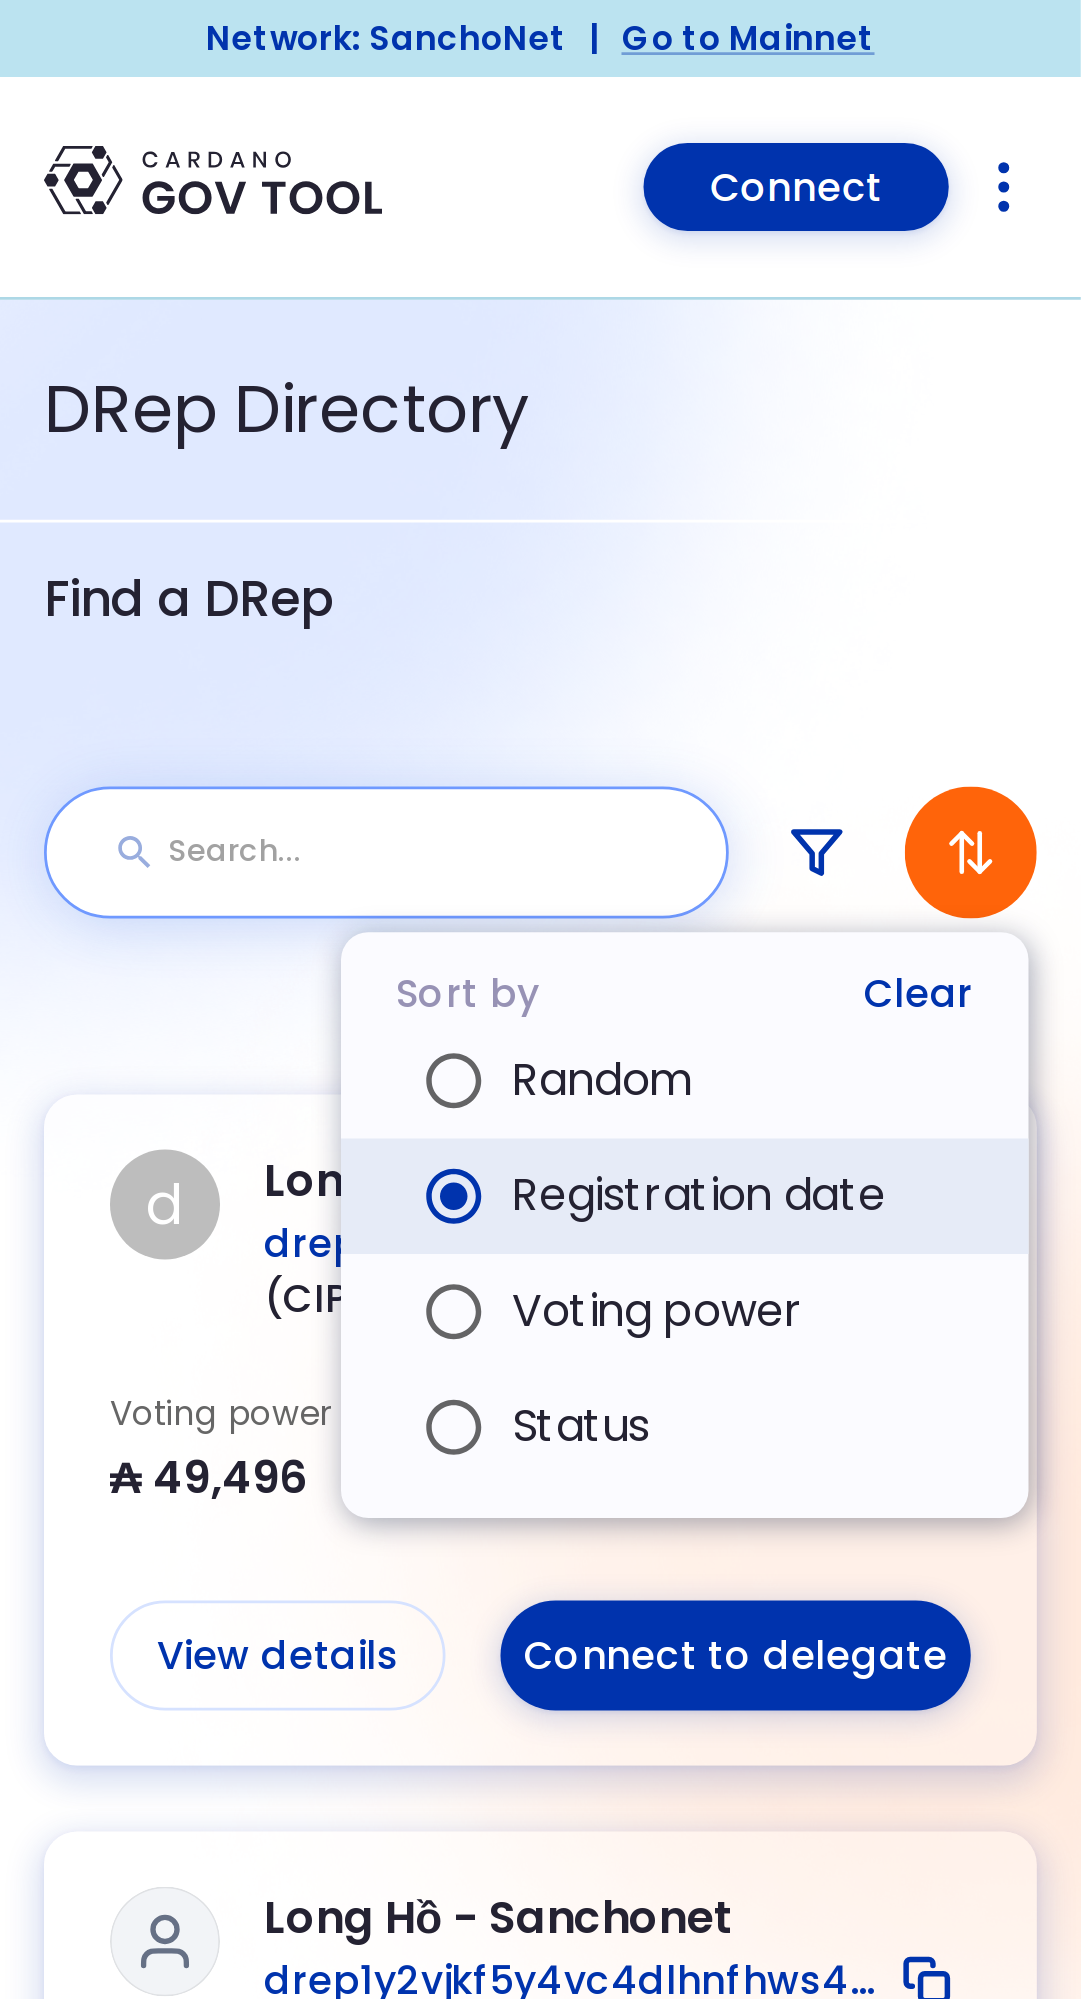 Network: SanchoNet | Go to Mainnet
CARDANO
GOV TOOL
Connect
DRep Directory
Find a DRep
Search...
Sort by Clear
Random
Registration date
Voting power
Status
d
Lon
drep
(CIP
Voting power
₳ 49,496
View details
Connect to delegate
Long Hồ - Sanchonet
drep1y2vjkf5y4vc4dlhnfhws4...